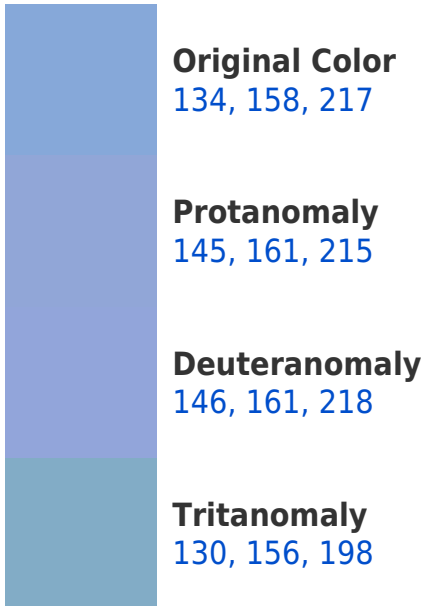 Original Color
134, 158, 217
Protanomaly
145, 161, 215
Deuteranomaly
146, 161, 218
Tritanomaly
130, 156, 198